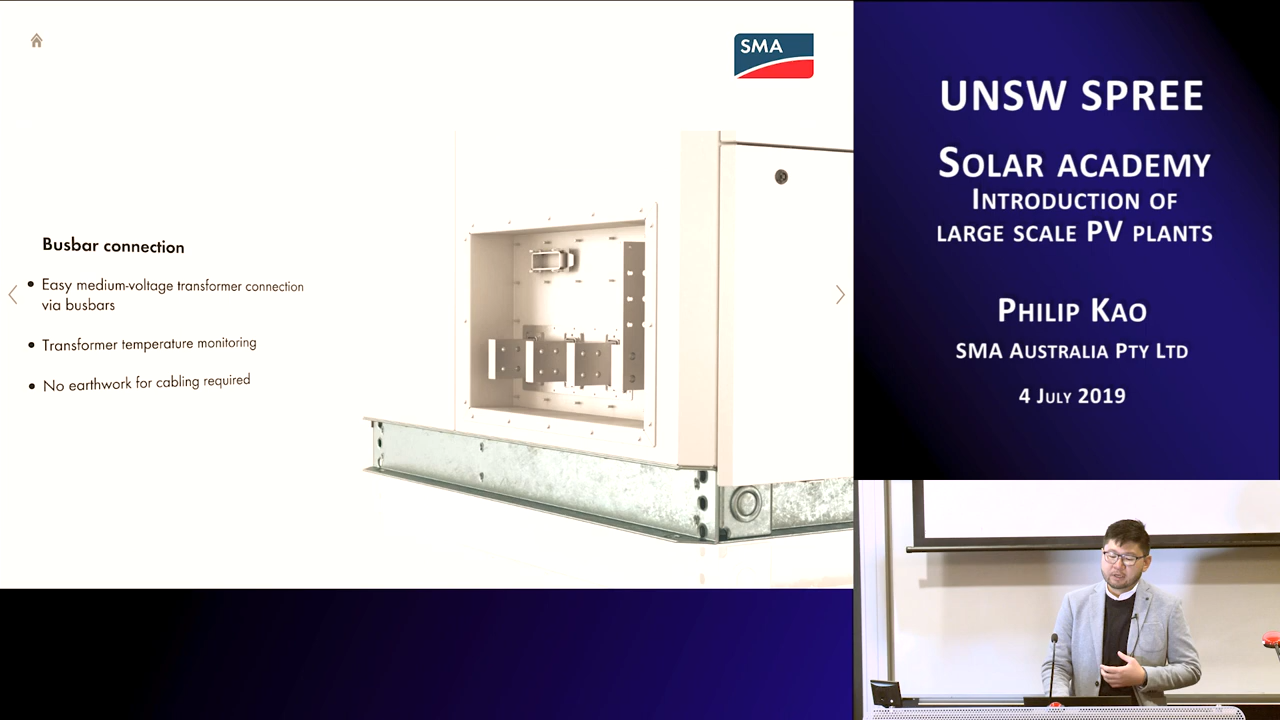 SMA
Busbar connection
Easy medium-voltage transformer connection
via busbars
Transformer temperature monitoring
No earthwork for cabling required
UNSW SPREE
SOLAR ACADEMY
INTRODUCTION OF
LARGE SCALE PV PLANTS
PHILIP KAO
SMA AUSTRALIA PTY LTD
4 JULY 2019